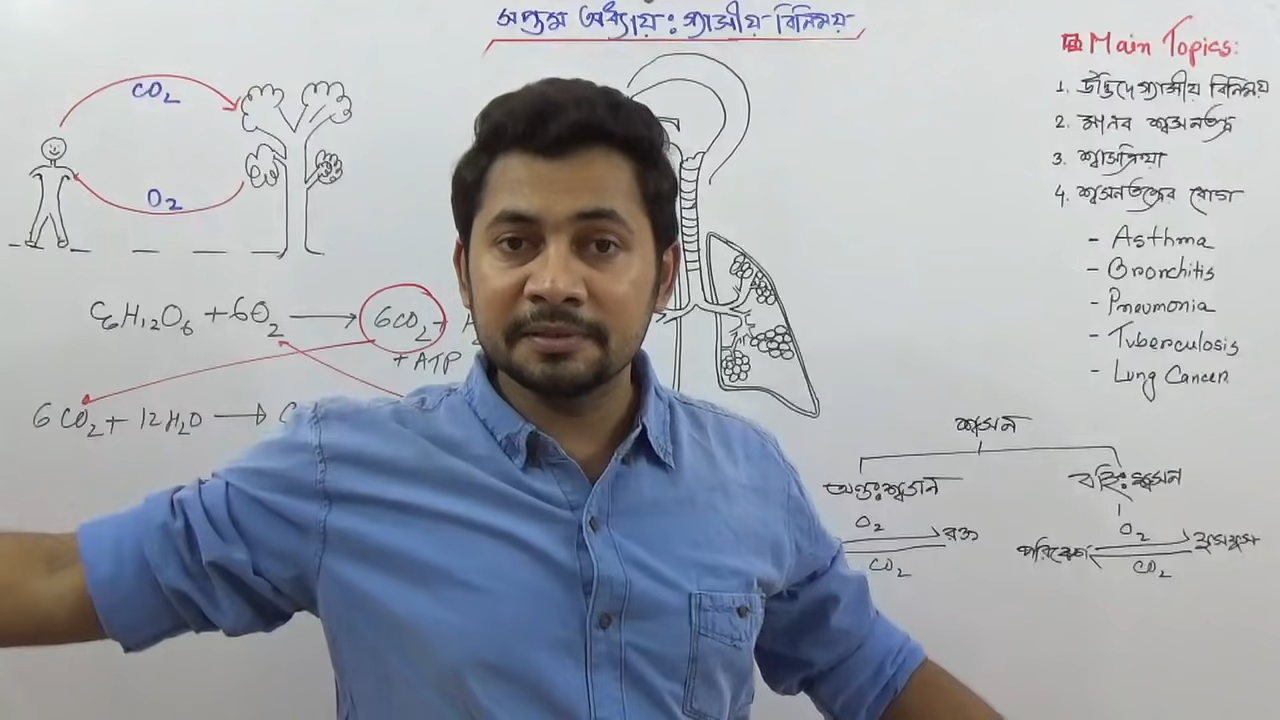 সপ্তম অধ্যায়: গ্যাসীয় বিনিময়
CO2
O2
C6H12O6 + 6O2 → 6CO2 +
+ ATP
6CO2 + 12H2O → C
Main Topics:
1. উদ্ভিদে গ্যাসীয় বিনিময়
2. মানব শ্বসনতন্ত্র
3. শ্বাসক্রিয়া
4. শ্বসনতন্ত্রের রোগ
- Asthma
- Bronchitis
- Pneumonia
- Tuberculosis
- Lung Cancer
শ্বসন
অন্তঃশ্বসন
বহিঃশ্বসন
O2
রক্ত
CO2
পরিবেশ
O2
ফুসফুস
CO2